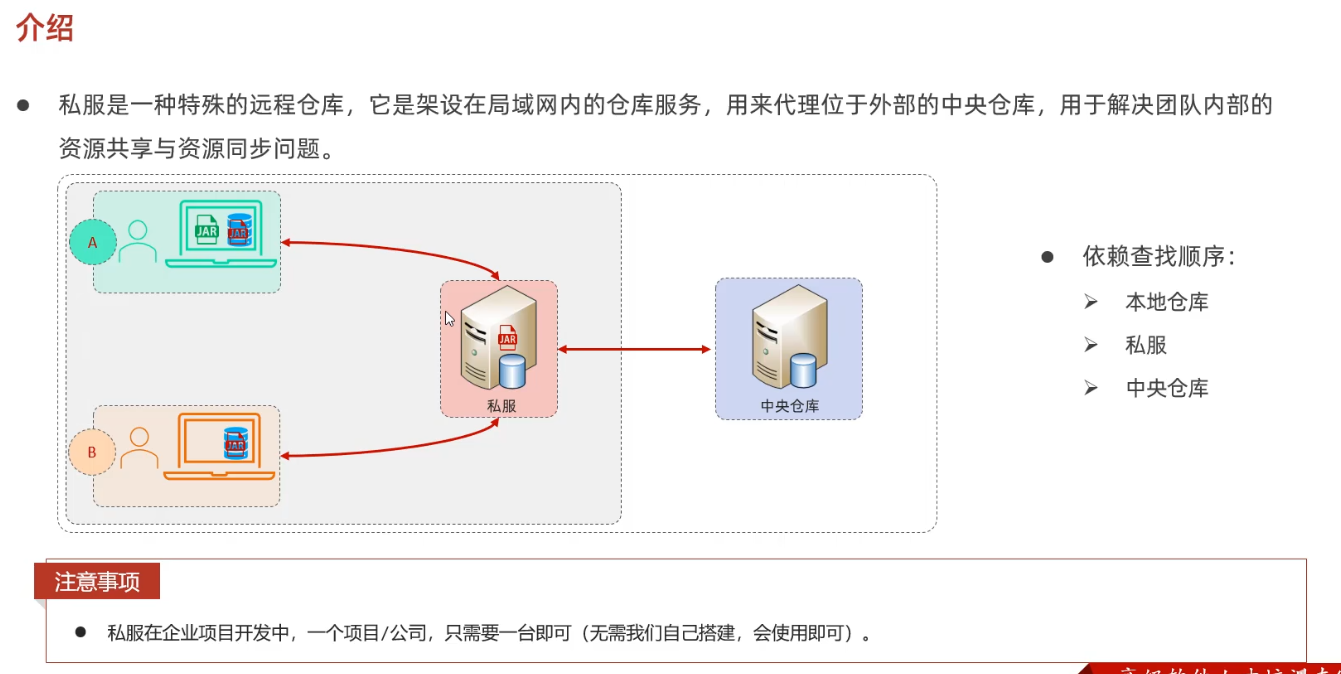 介绍
私服是一种特殊的远程仓库，它是架设在局域网内的仓库服务，用来代理位于外部的中央仓库，用于解决团队内部的
资源共享与资源同步问题。
A
JAR
JAR
JAR
私服
中央仓库
B
JAR
依赖查找顺序：
本地仓库
私服
中央仓库
注意事项
私服在企业项目开发中，一个项目/公司，只需要一台即可（无需我们自己搭建，会使用即可）。